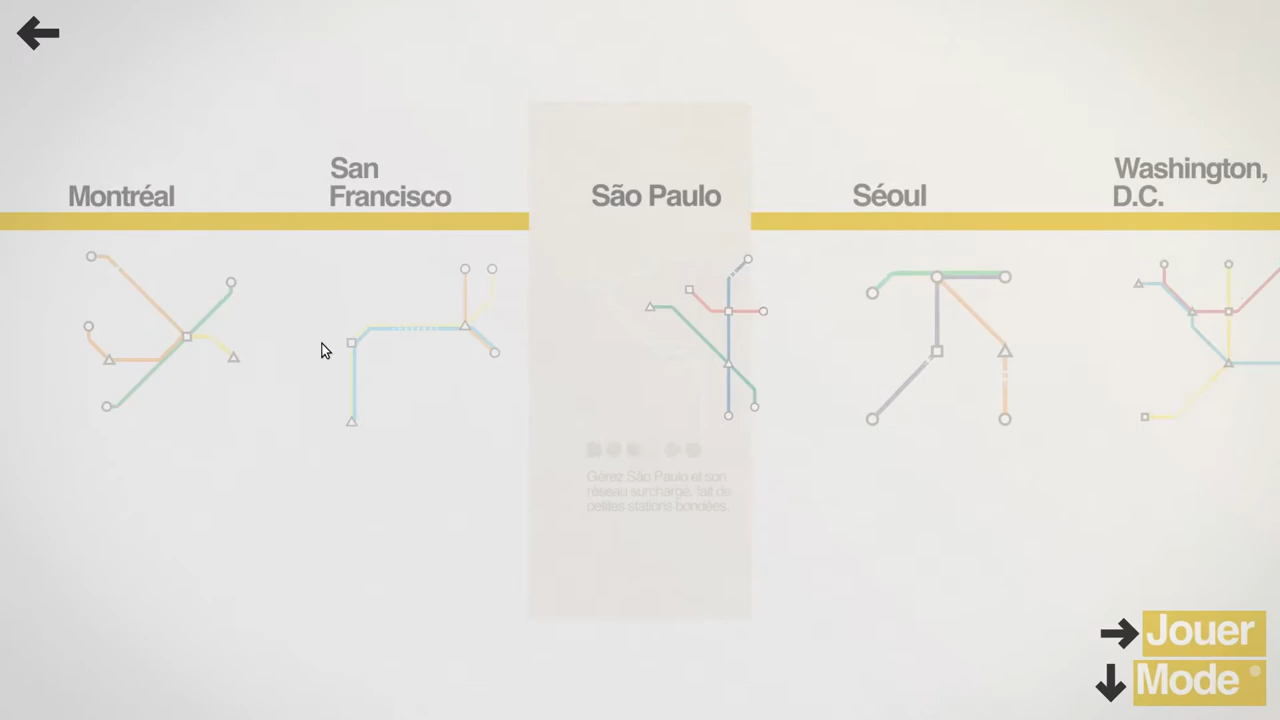 Montréal
San
Francisco
São Paulo
Séoul
Washington,
D.C.
Gérez São Paulo et son
réseau surchargé, fait de
petites stations bondées.
Jouer
Mode